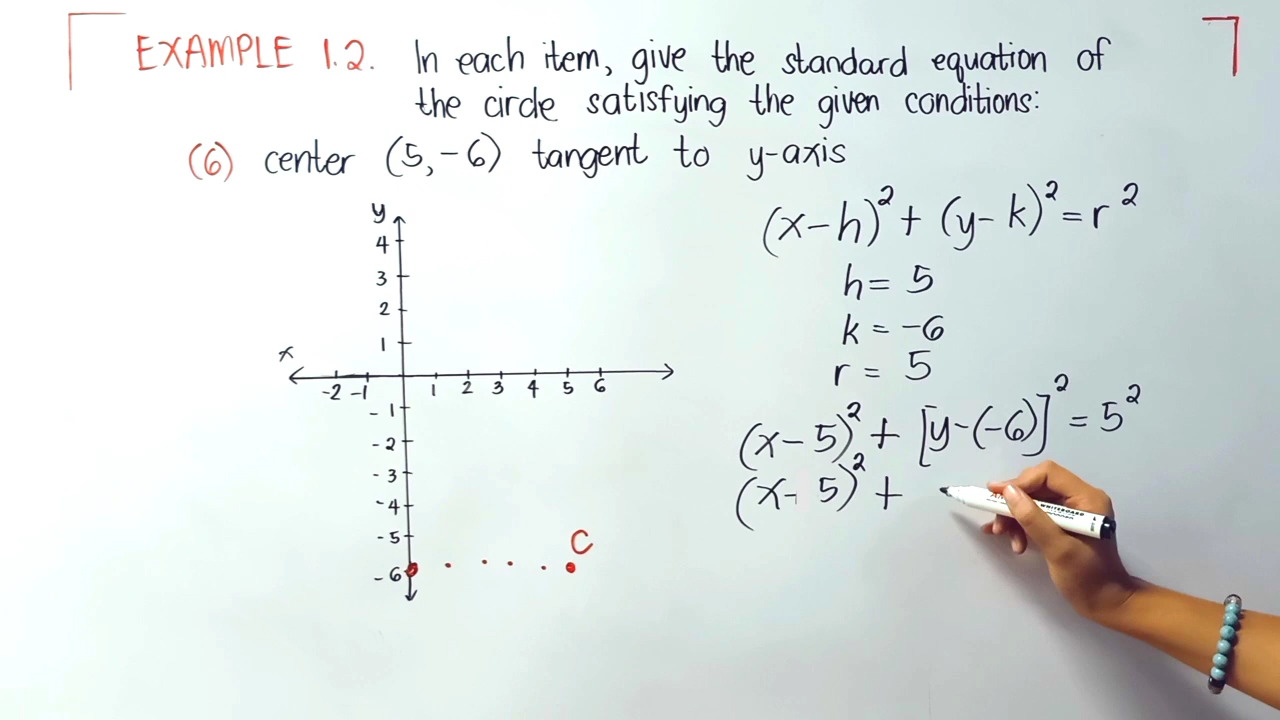 EXAMPLE 1.2. In each item, give the standard equation of
the circle satisfying the given conditions:
(6) center (5,-6) tangent to y-axis
(x-h)² + (y-k)² = r²
h = 5
k = -6
r = 5
(x-5)² + [y-(-6)]² = 5²
(x-5)² +
y
4
3
2
1
x
-2 -1 1 2 3 4 5 6
-1
-2
-3
-4
-5
-6
C
WHITEBOARD